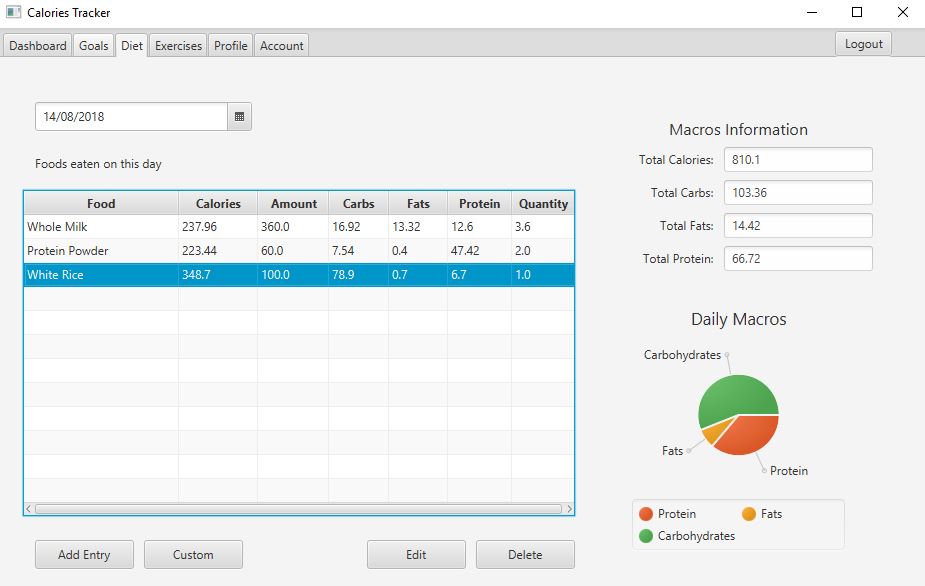 Calories Tracker
Dashboard Goals Diet Exercises Profile Account Logout
14/08/2018
Foods eaten on this day
Food Calories Amount Carbs Fats Protein Quantity
Whole Milk 237.96 360.0 16.92 13.32 12.6 3.6
Protein Powder 223.44 60.0 7.54 0.4 47.42 2.0
White Rice 348.7 100.0 78.9 0.7 6.7 1.0
Add Entry Custom Edit Delete
Macros Information
Total Calories: 810.1
Total Carbs: 103.36
Total Fats: 14.42
Total Protein: 66.72
Daily Macros
Carbohydrates
Fats
Protein
Protein Fats
Carbohydrates